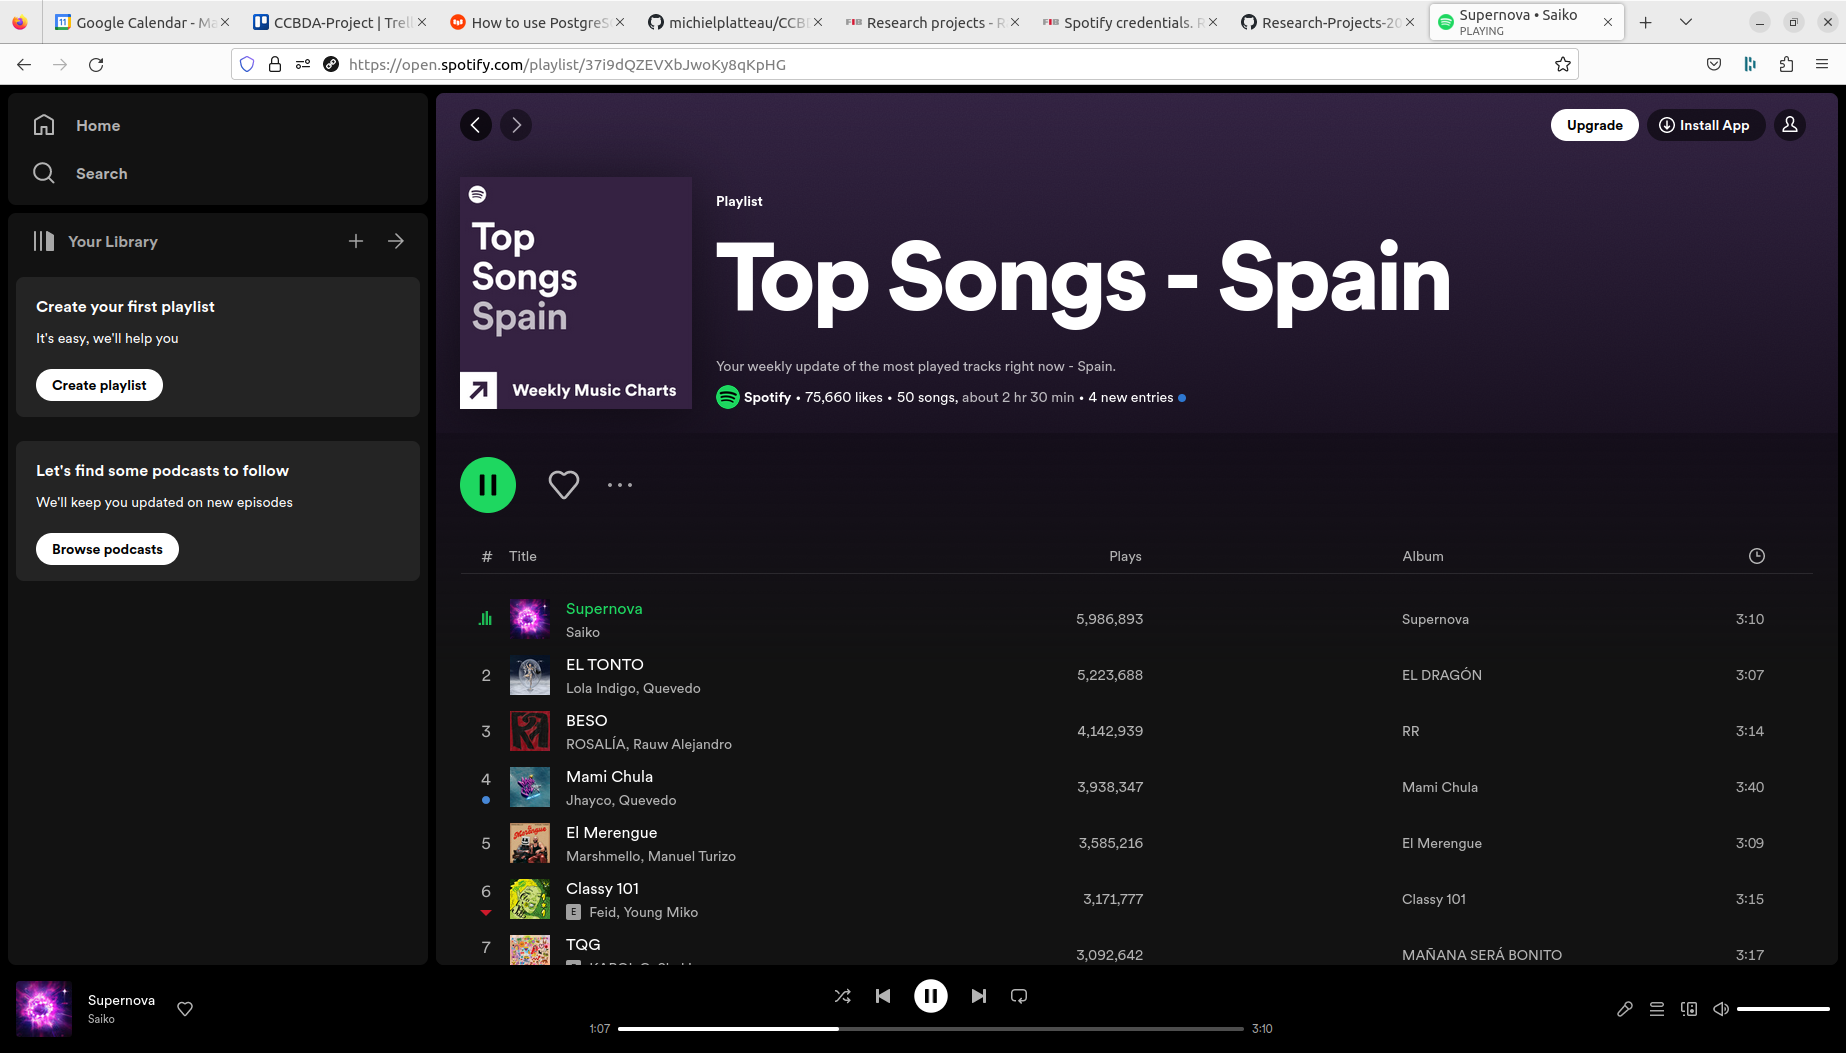 Google Calendar - Ma
CCBDA-Project | Trell
How to use PostgreS
michielplatteau/CCBD
Research projects - R
Spotify credentials. R
Research-Projects-20
Supernova • Saiko
PLAYING
https://open.spotify.com/playlist/37i9dQZEVXbJwoKy8qKpHG
Home
Search
Your Library
Create your first playlist
It's easy, we'll help you
Create playlist
Let's find some podcasts to follow
We'll keep you updated on new episodes
Browse podcasts
Upgrade
Install App
Top
Songs
Spain
Weekly Music Charts
Playlist
Top Songs - Spain
Your weekly update of the most played tracks right now - Spain.
Spotify • 75,660 likes • 50 songs, about 2 hr 30 min • 4 new entries
# Title Plays Album
Supernova
Saiko
5,986,893 Supernova 3:10
2 EL TONTO
Lola Indigo, Quevedo
5,223,688 EL DRAGÓN 3:07
3 BESO
ROSALÍA, Rauw Alejandro
4,142,939 RR 3:14
4 Mami Chula
Jhayco, Quevedo
3,938,347 Mami Chula 3:40
5 El Merengue
Marshmello, Manuel Turizo
3,585,216 El Merengue 3:09
6 Classy 101
E Feid, Young Miko
3,171,777 Classy 101 3:15
7 TQG
3,092,642 MAÑANA SERÁ BONITO 3:17
Supernova
Saiko
1:07
3:10